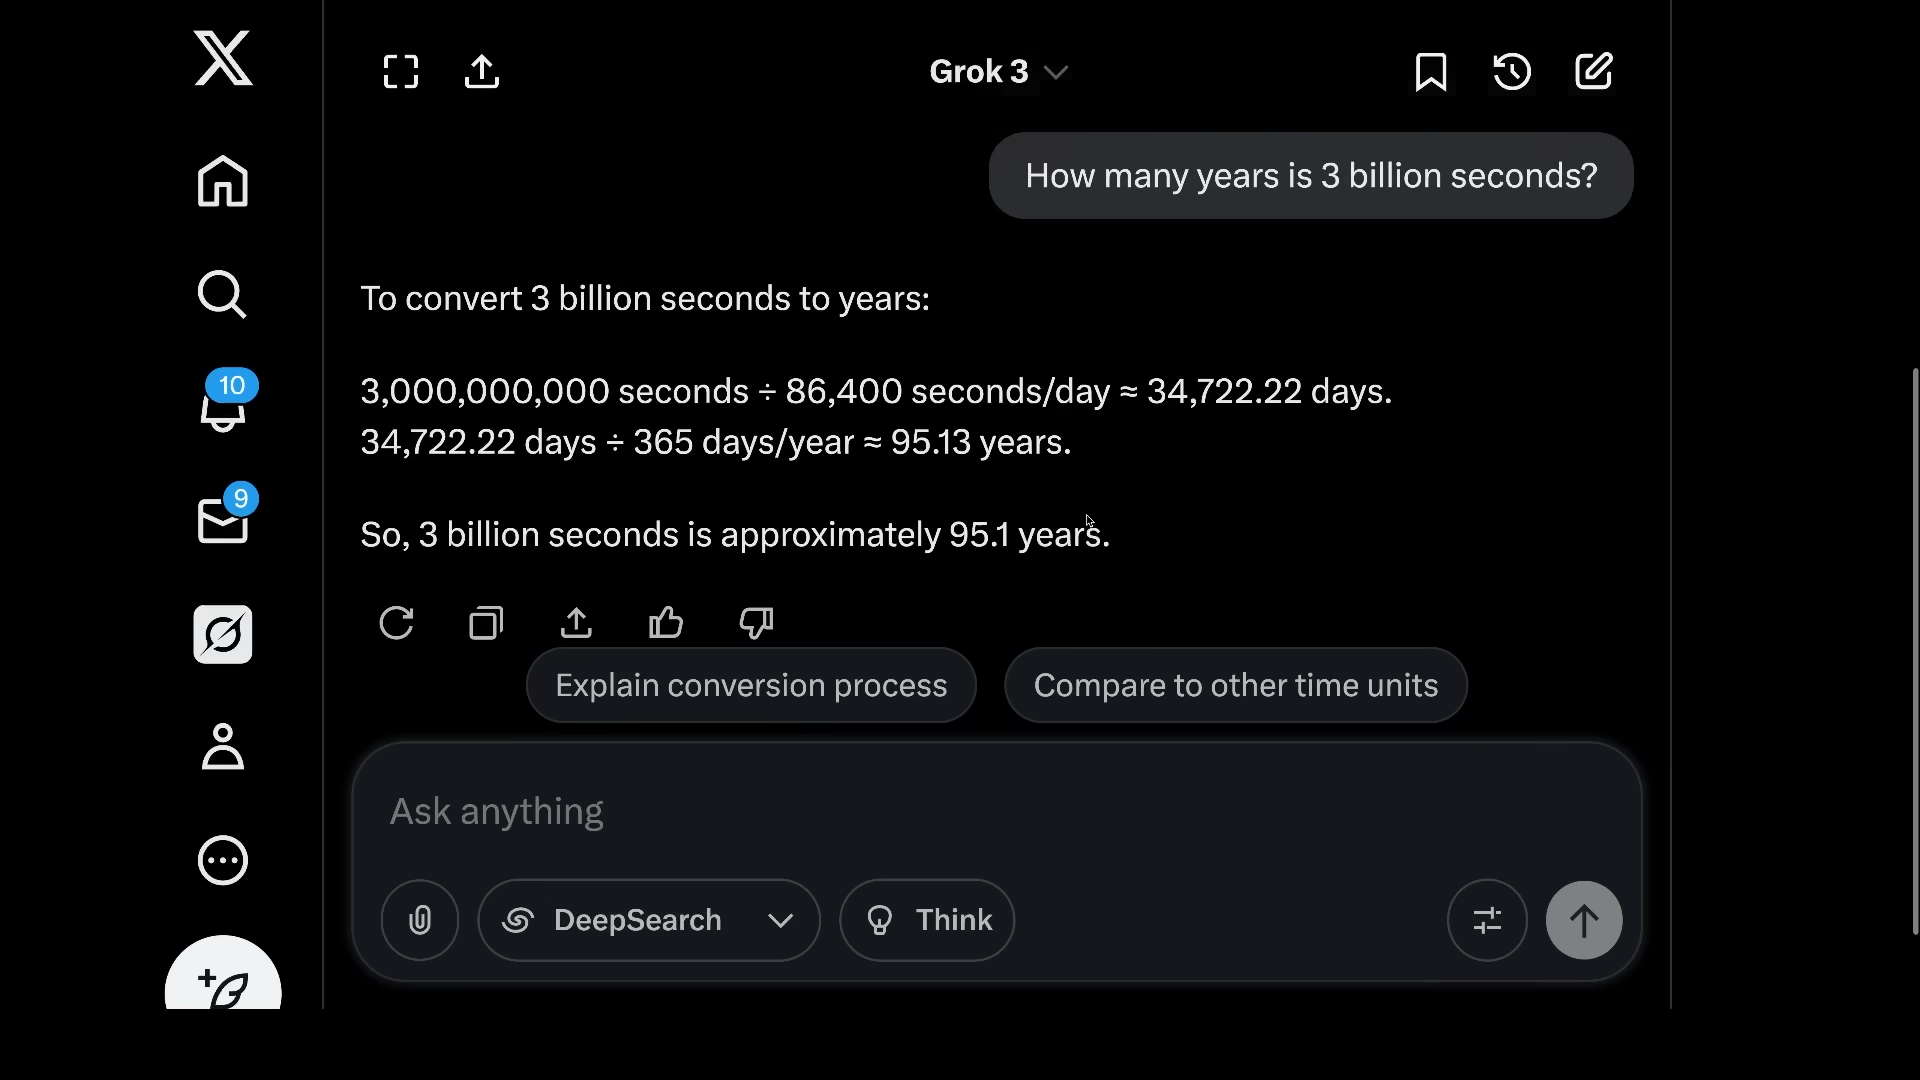 Grok 3
How many years is 3 billion seconds?
To convert 3 billion seconds to years:
3,000,000,000 seconds ÷ 86,400 seconds/day ≈ 34,722.22 days.
34,722.22 days ÷ 365 days/year ≈ 95.13 years.
So, 3 billion seconds is approximately 95.1 years.
10
9
Explain conversion process
Compare to other time units
Ask anything
DeepSearch
Think